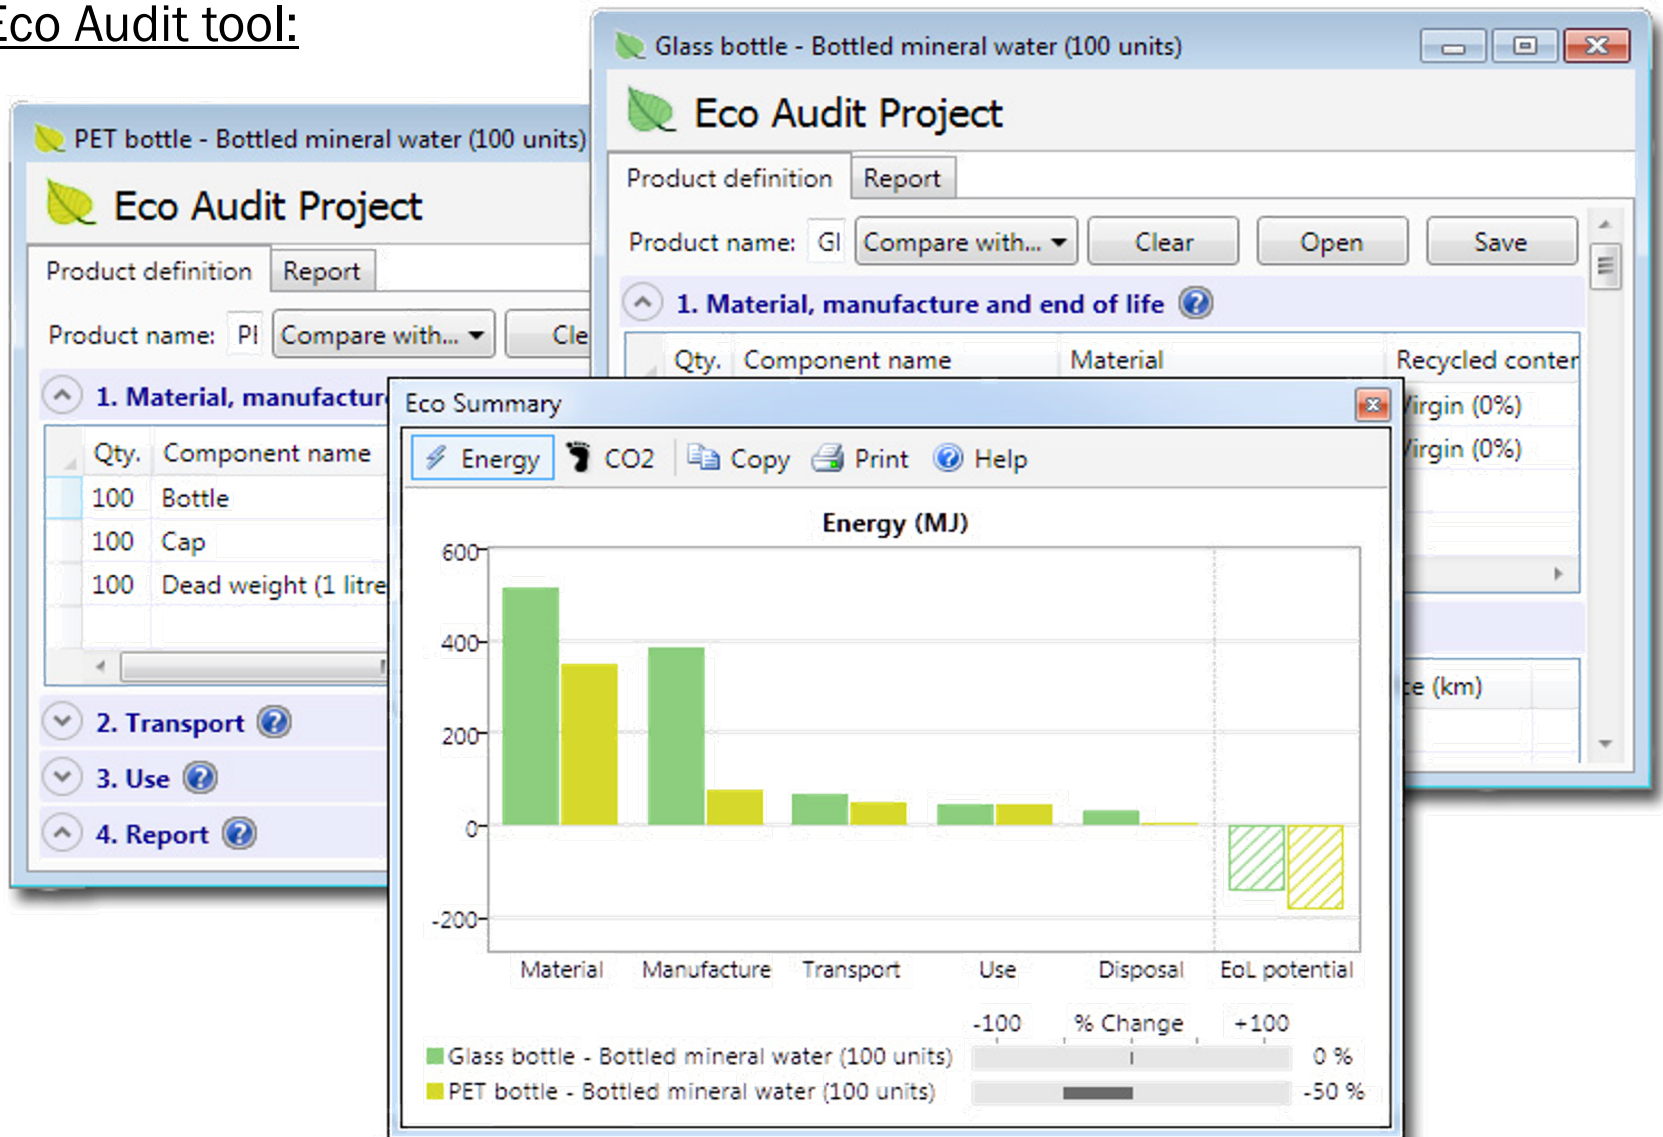 Eco Audit tool:
Glass bottle - Bottled mineral water (100 units)
Eco Audit Project
Product definition Report
Product name: Gl Compare with... Clear Open Save
1. Material, manufacture and end of life
Qty. Component name Material Recycled conten
Virgin (0%)
Virgin (0%)
ce (km)
PET bottle - Bottled mineral water (100 units)
Eco Audit Project
Product definition Report
Product name: PI Compare with... Cle
1. Material, manufactur
Qty. Component name
100 Bottle
100 Cap
100 Dead weight (1 litre
2. Transport
3. Use
4. Report
Eco Summary
Energy CO2 Copy Print Help
Energy (MJ)
600
400
200
0
-200
Material Manufacture Transport Use Disposal EoL potential
-100 % Change +100
Glass bottle - Bottled mineral water (100 units) 0 %
PET bottle - Bottled mineral water (100 units) -50 %